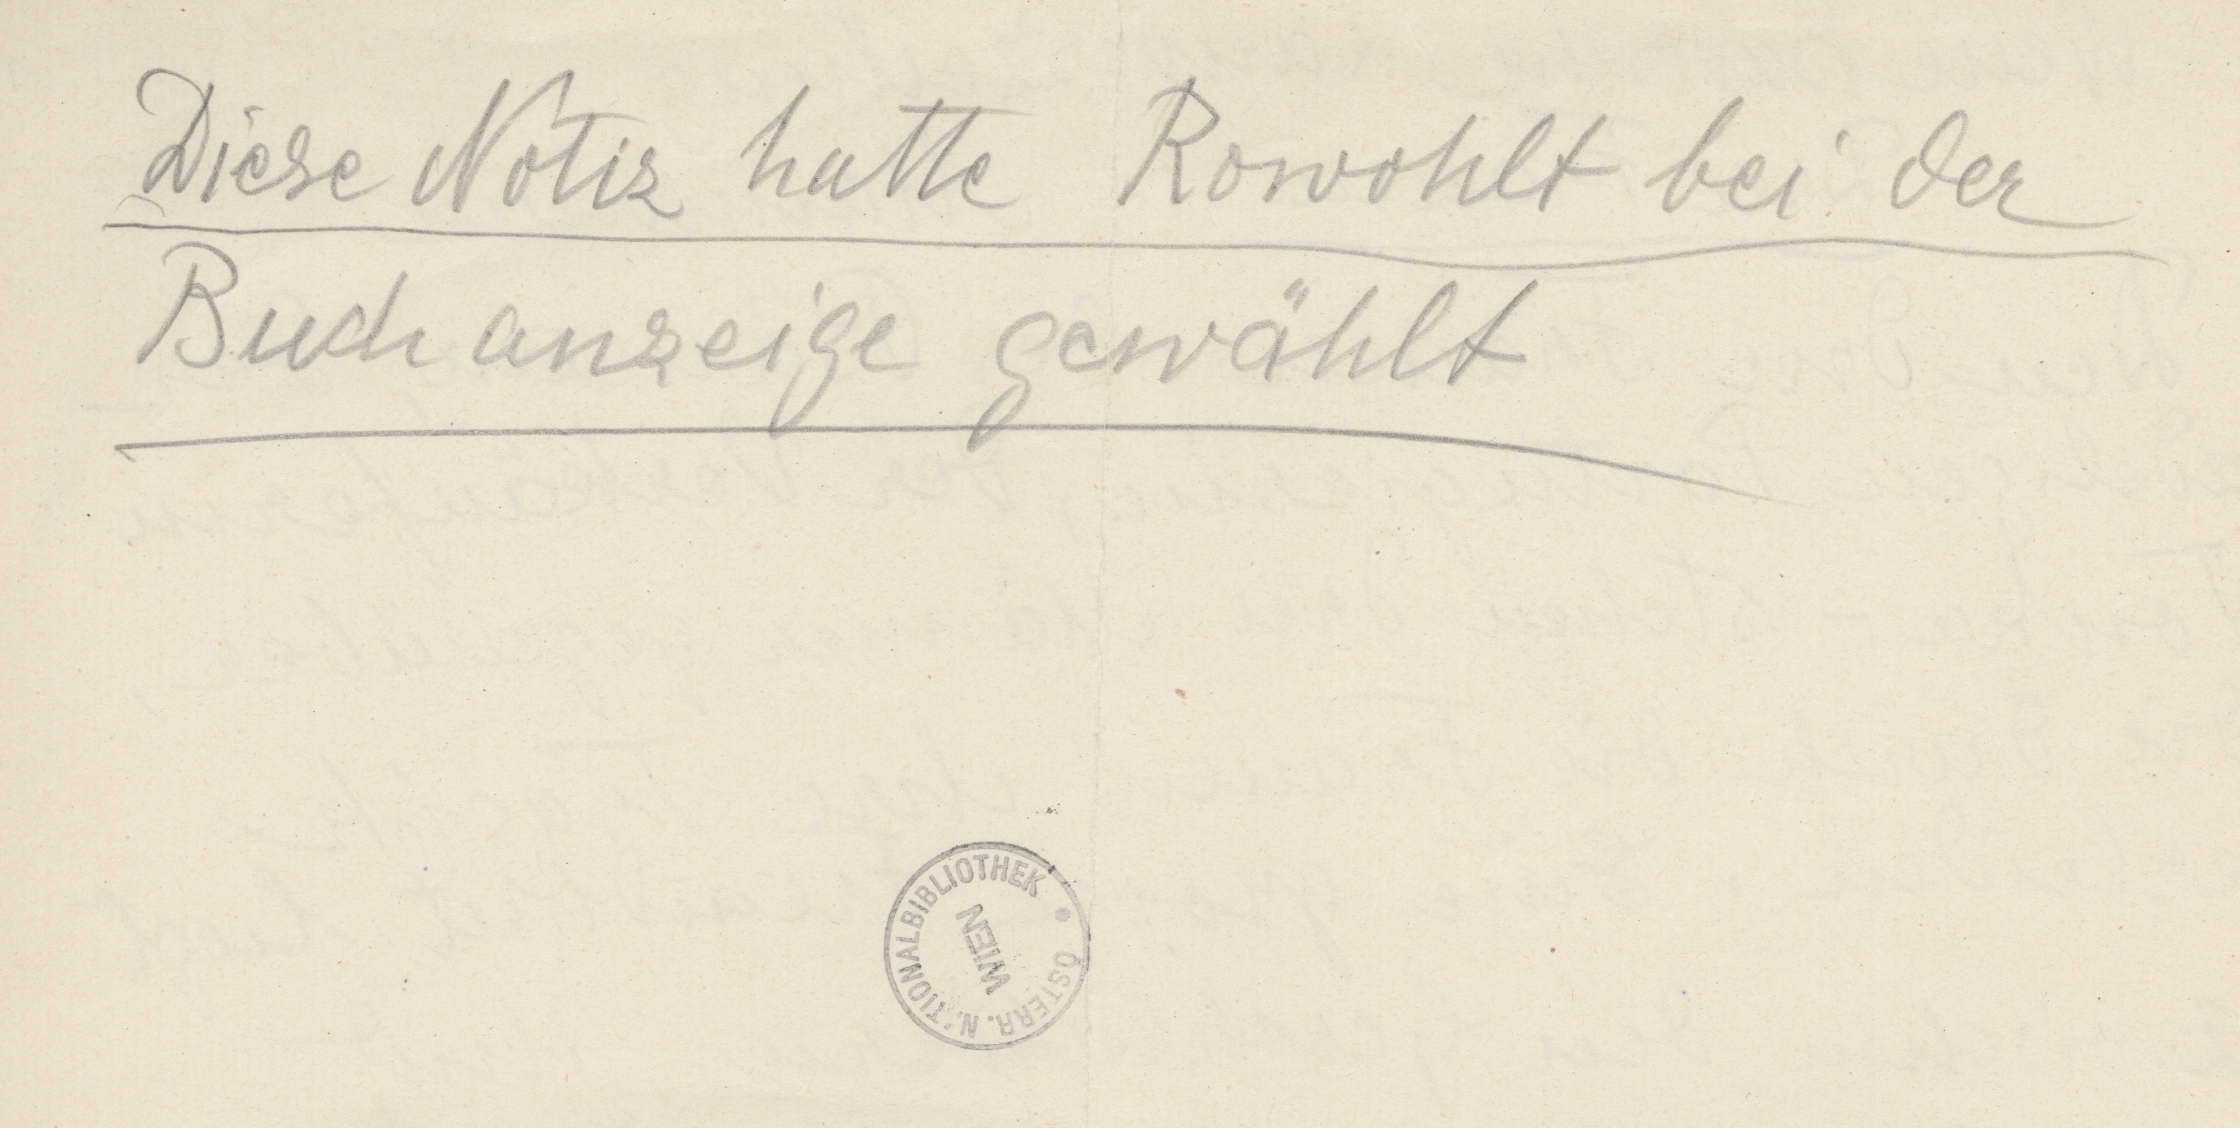 Diese Notiz hatte Rowohlt bei der
Buchanzeige gewählt
ÖSTERR. NATIONALBIBLIOTHEK
WIEN